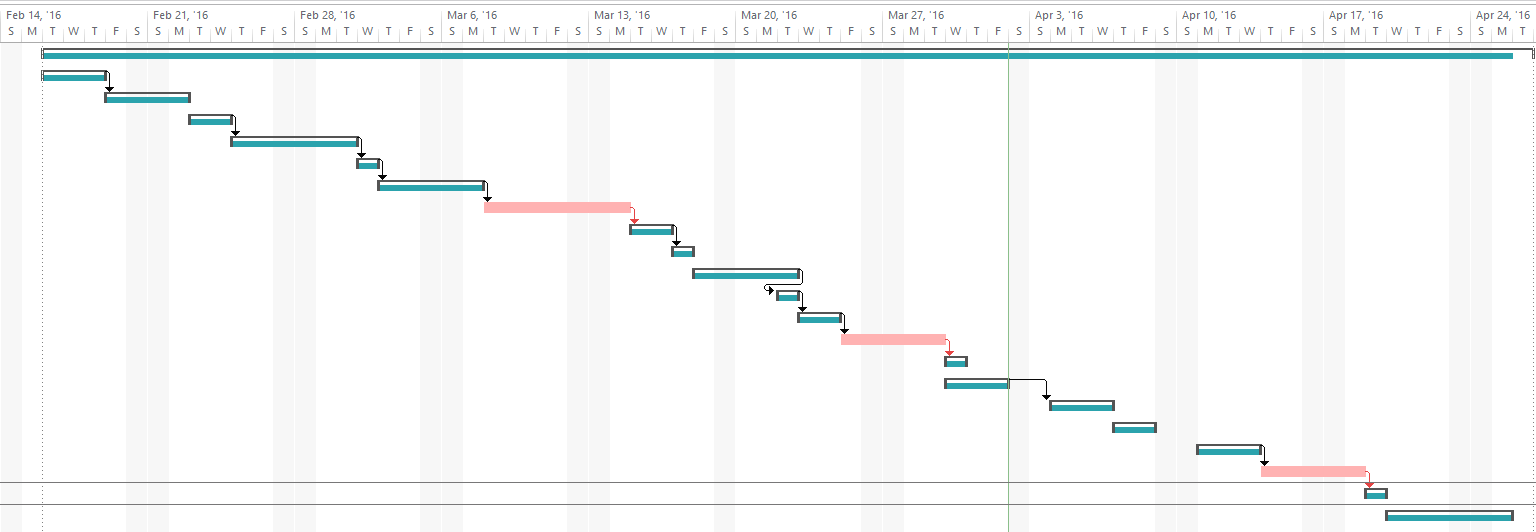 Feb 14, '16 Feb 21, '16 Feb 28, '16 Mar 6, '16 Mar 13, '16 Mar 20, '16 Mar 27, '16 Apr 3, '16 Apr 10, '16 Apr 17, '16 Apr 24, '16
S M T W T F S S M T W T F S S M T W T F S S M T W T F S S M T W T F S S M T W T F S S M T W T F S S M T W T F S S M T W T F S S M T W T F S S M T